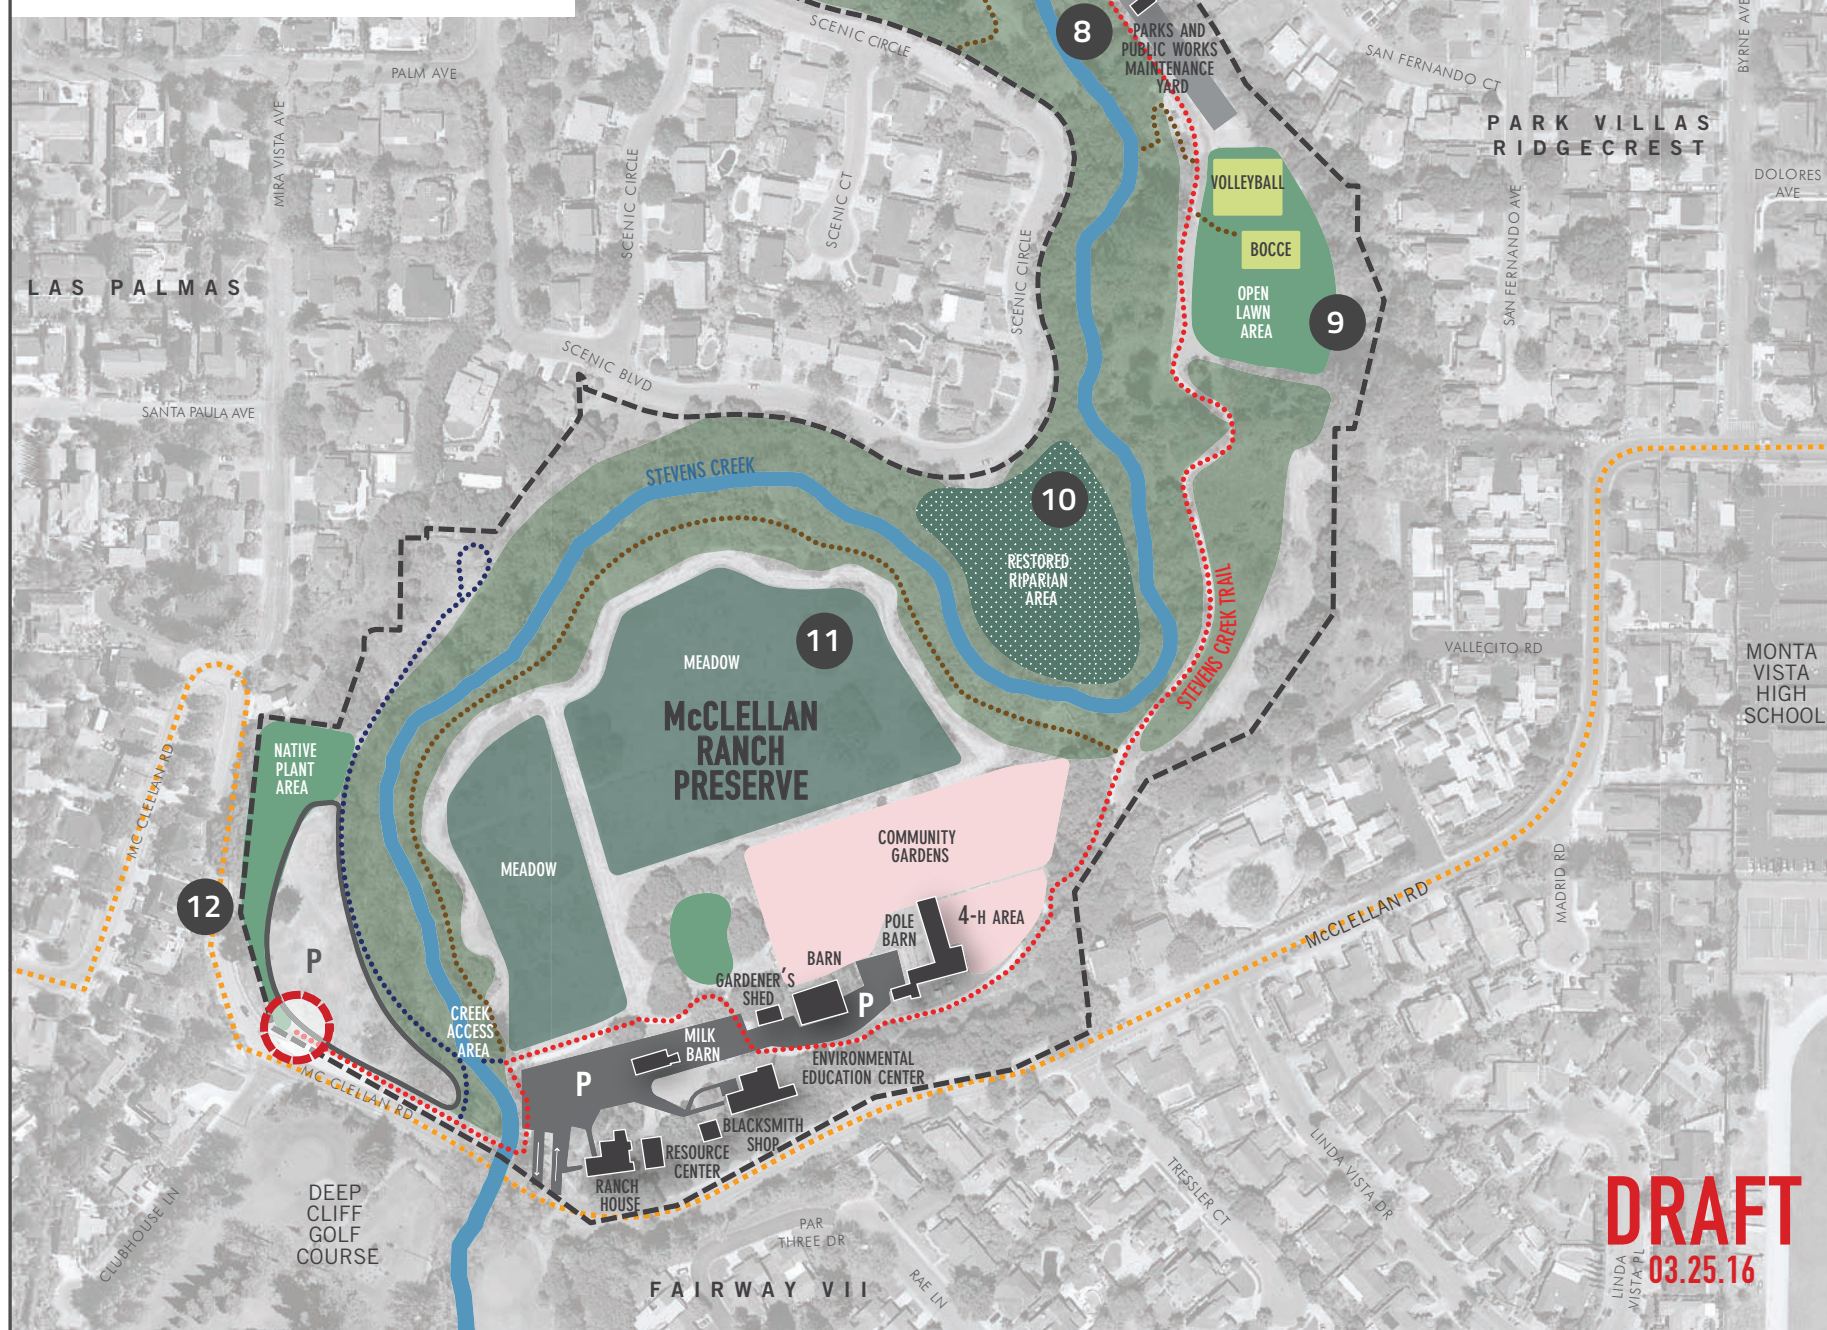 8
PARKS AND
PUBLIC WORKS
MAINTENANCE
YARD
SCENIC CIRCLE
PALM AVE
MIRA VISTA AVE
SCENIC CIRCLE
SCENIC CT
SCENIC CIRCLE
SCENIC BLVD
SAN FERNANDO CT
BYRNE AVE
PARK VILLAS
RIDGECREST
DOLORES
AVE
SAN FERNANDO AVE
VOLLEYBALL
BOCCE
OPEN
LAWN
AREA
9
LAS PALMAS
SANTA PAULA AVE
STEVENS CREEK
10
RESTORED
RIPARIAN
AREA
STEVENS CREEK TRAIL
11
MEADOW
McCLELLAN
RANCH
PRESERVE
VALLECITO RD
MONTA
VISTA
HIGH
SCHOOL
NATIVE
PLANT
AREA
MC CLELLAN RD
COMMUNITY
GARDENS
MEADOW
12
P
POLE
BARN
4-H AREA
BARN
GARDENER'S
SHED
P
MADRID RD
McCLELLAN RD
CREEK
ACCESS
AREA
MILK
BARN
ENVIRONMENTAL
EDUCATION CENTER
P
MC CLELLAN RD
BLACKSMITH
SHOP
RESOURCE
CENTER
RANCH
HOUSE
DEEP
CLIFF
GOLF
COURSE
CLUBHOUSE LN
PAR
THREE DR
TRESSLER CT
LINDA VISTA DR
RAE LN
FAIRWAY VII
LINDA
VISTA PL
DRAFT
03.25.16